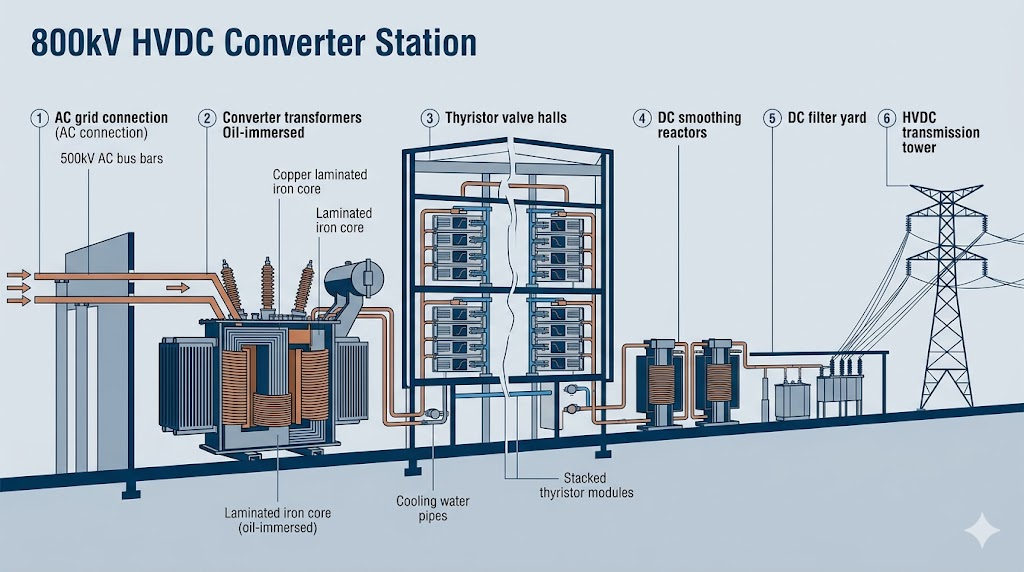 800kV HVDC Converter Station
1 AC grid connection
(AC connection)
500kV AC bus bars
2 Converter transformers
Oil-immersed
Copper laminated
iron core
Laminated
iron core
3 Thyristor valve halls
4 DC smoothing
reactors
5 DC filter yard
6 HVDC
transmission
tower
Laminated iron core
(oil-immersed)
Cooling water
pipes
Stacked
thyristor modules